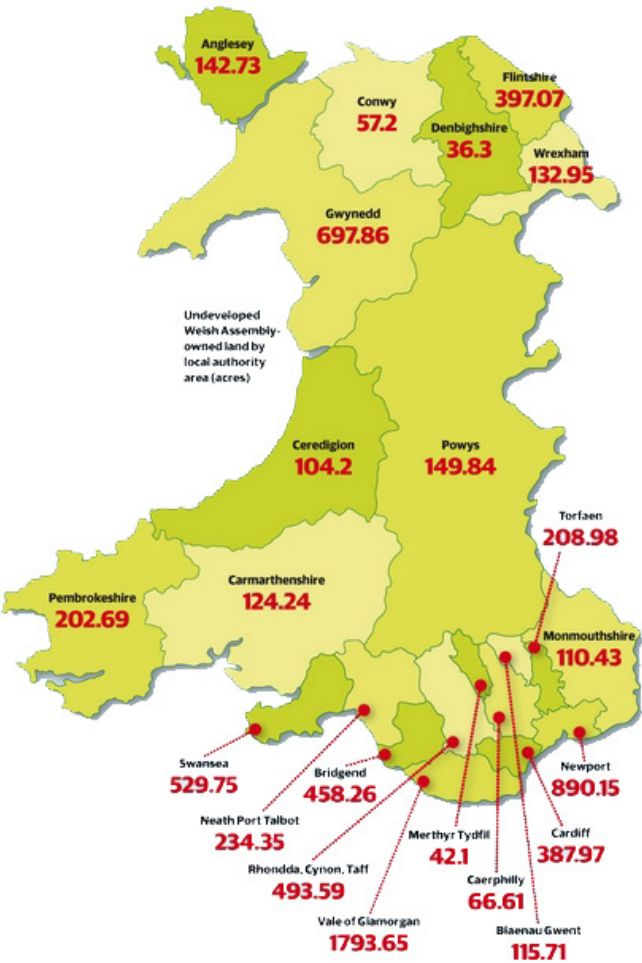 Anglesey
142.73
Flintshire
397.07
Conwy
57.2
Denbighshire
36.3
Wrexham
132.95
Gwynedd
697.86
Undeveloped
Welsh Assembly-
owned land by
local authority
area (acres)
Ceredigion
104.2
Powys
149.84
Torfaen
208.98
Carmarthenshire
124.24
Pembrokeshire
202.69
Monmouthshire
110.43
Swansea
529.75
Bridgend
458.26
Newport
890.15
Neath Port Talbot
234.35
Merthyr Tydfil
42.1
Cardiff
387.97
Rhondda, Cynon, Taff
493.59
Caerphilly
66.61
Vale of Glamorgan
1793.65
Blaenau Gwent
115.71